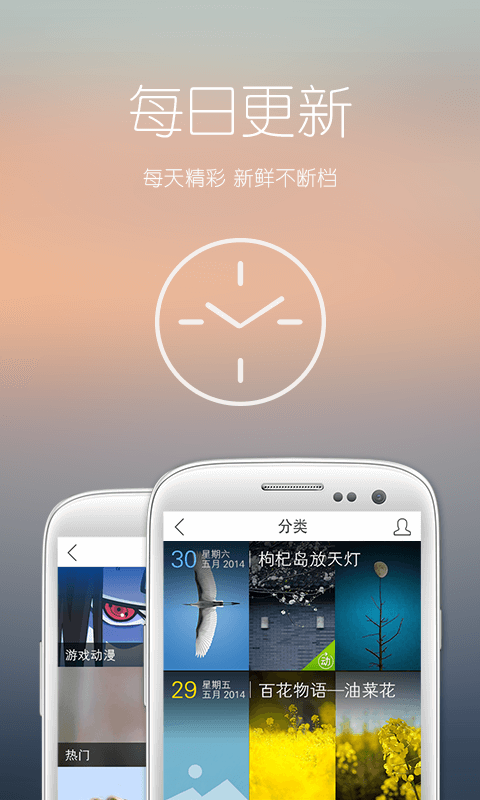 每日更新
每天精彩 新鲜不断档
分类
30 星期六
五月 2014
枸杞岛放天灯
动
29 星期五
五月 2014
百花物语—油菜花
游戏动漫
热门